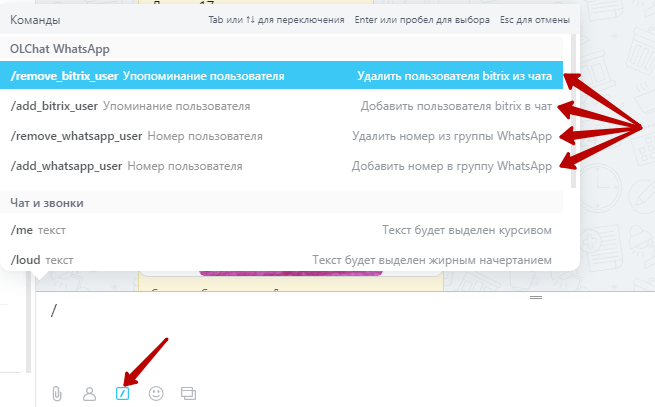 Команды Tab или ↑↓ для переключения Enter или пробел для выбора Esc для отмены
OLChat WhatsApp
/remove_bitrix_user Упопоминание пользователя Удалить пользователя bitrix из чата
/add_bitrix_user Упоминание пользователя Добавить пользователя bitrix в чат
/remove_whatsapp_user Номер пользователя Удалить номер из группы WhatsApp
/add_whatsapp_user Номер пользователя Добавить номер в группу WhatsApp
Чат и звонки
/me текст Текст будет выделен курсивом
/loud текст Текст будет выделен жирным начертанием
/